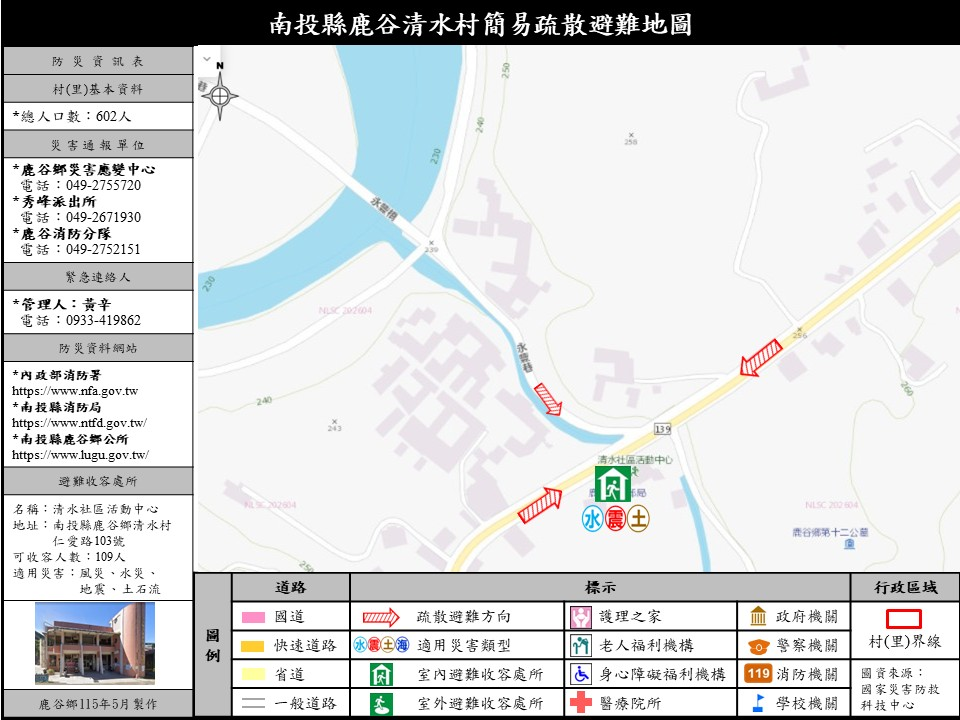 南投縣鹿谷清水村簡易疏散避難地圖
防災資訊表
村(里)基本資料
*總人口數：602人
災害通報單位
*鹿谷鄉災害應變中心
電話：049-2755720
*秀峰派出所
電話：049-2671930
*鹿谷消防分隊
電話：049-2752151
緊急連絡人
*管理人：黃辛
電話：0933-419862
防災資料網站
*內政部消防署
https://www.nfa.gov.tw
*南投縣消防局
https://www.ntfd.gov.tw/
*南投縣鹿谷鄉公所
https://www.lugu.gov.tw/
避難收容處所
名稱：清水社區活動中心
地址：南投縣鹿谷鄉清水村
仁愛路103號
可收容人數：109人
適用災害：風災、水災、
地震、土石流
鹿谷鄉115年5月製作
N
巷
250
240
230
258
永豐橋
239
230
NLSC 202604
256
永豐巷
240
243
260
139
清水社區活動中心
郵局
水 震 土
NLSC 202604
NLSC 202604
鹿谷鄉第十二公墓
250
圖例
道路
標示
行政區域
國道
疏散避難方向
護理之家
政府機關
村(里)界線
快速道路
水震土海
適用災害類型
老人福利機構
警察機關
省道
室內避難收容處所
身心障礙福利機構
119
消防機關
一般道路
室外避難收容處所
醫療院所
學校機關
圖資來源：
國家災害防救
科技中心